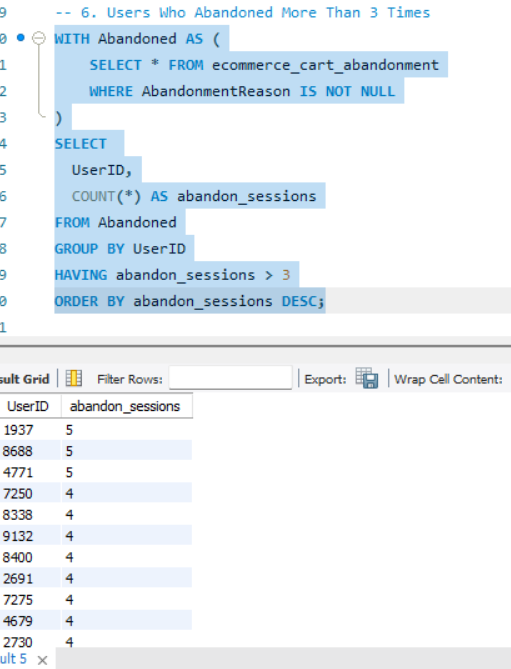 9 -- 6. Users Who Abandoned More Than 3 Times
0 WITH Abandoned AS (
1 SELECT * FROM ecommerce_cart_abandonment
2 WHERE AbandonmentReason IS NOT NULL
3 )
4 SELECT
5 UserID,
6 COUNT(*) AS abandon_sessions
7 FROM Abandoned
8 GROUP BY UserID
9 HAVING abandon_sessions > 3
0 ORDER BY abandon_sessions DESC;
1
sult Grid Filter Rows: Export: Wrap Cell Content:
UserID abandon_sessions
1937 5
8688 5
4771 5
7250 4
8338 4
9132 4
8400 4
2691 4
7275 4
4679 4
2730 4
ult 5 ×